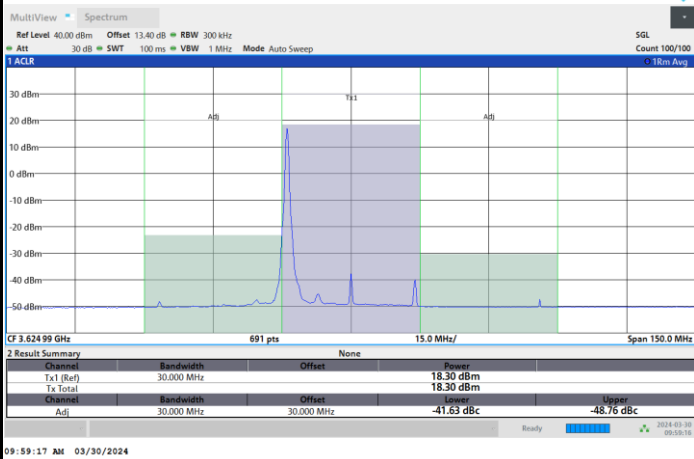 MultiView Spectrum
Ref Level 40.00 dBm Offset 13.40 dB RBW 300 kHz SGL
Att 30 dB SWT 100 ms VBW 1 MHz Mode Auto Sweep Count 100/100
1 ACLR 1Rm Avg
30 dBm
Tx1
20 dBm
Adj Adj
10 dBm
0 dBm
-10 dBm
-20 dBm
-30 dBm
-40 dBm
-50 dBm
CF 3.624 99 GHz 691 pts 15.0 MHz/ Span 150.0 MHz
2 Result Summary None
Channel Bandwidth Offset Power
Tx1 (Ref) 30.000 MHz 18.30 dBm
Tx Total 18.30 dBm
Channel Bandwidth Offset Lower Upper
Adj 30.000 MHz 30.000 MHz -41.63 dBc -48.76 dBc
Ready 2024-03-30
09:59:16
09:59:17 AM 03/30/2024